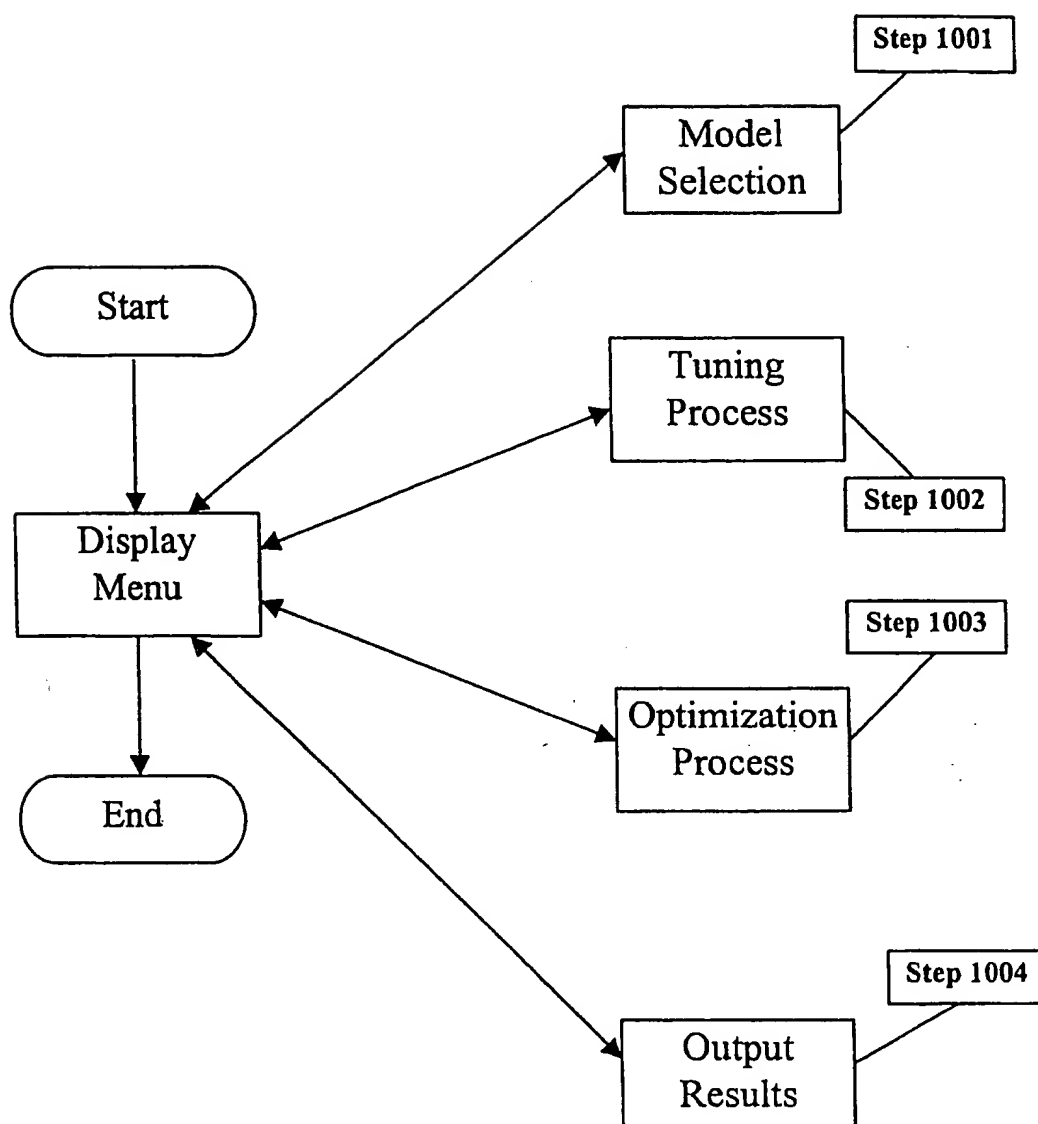 Step 1001
Model
Selection
Start
Tuning
Process
Step 1002
Display
Menu
Step 1003
Optimization
Process
End
Step 1004
Output
Results